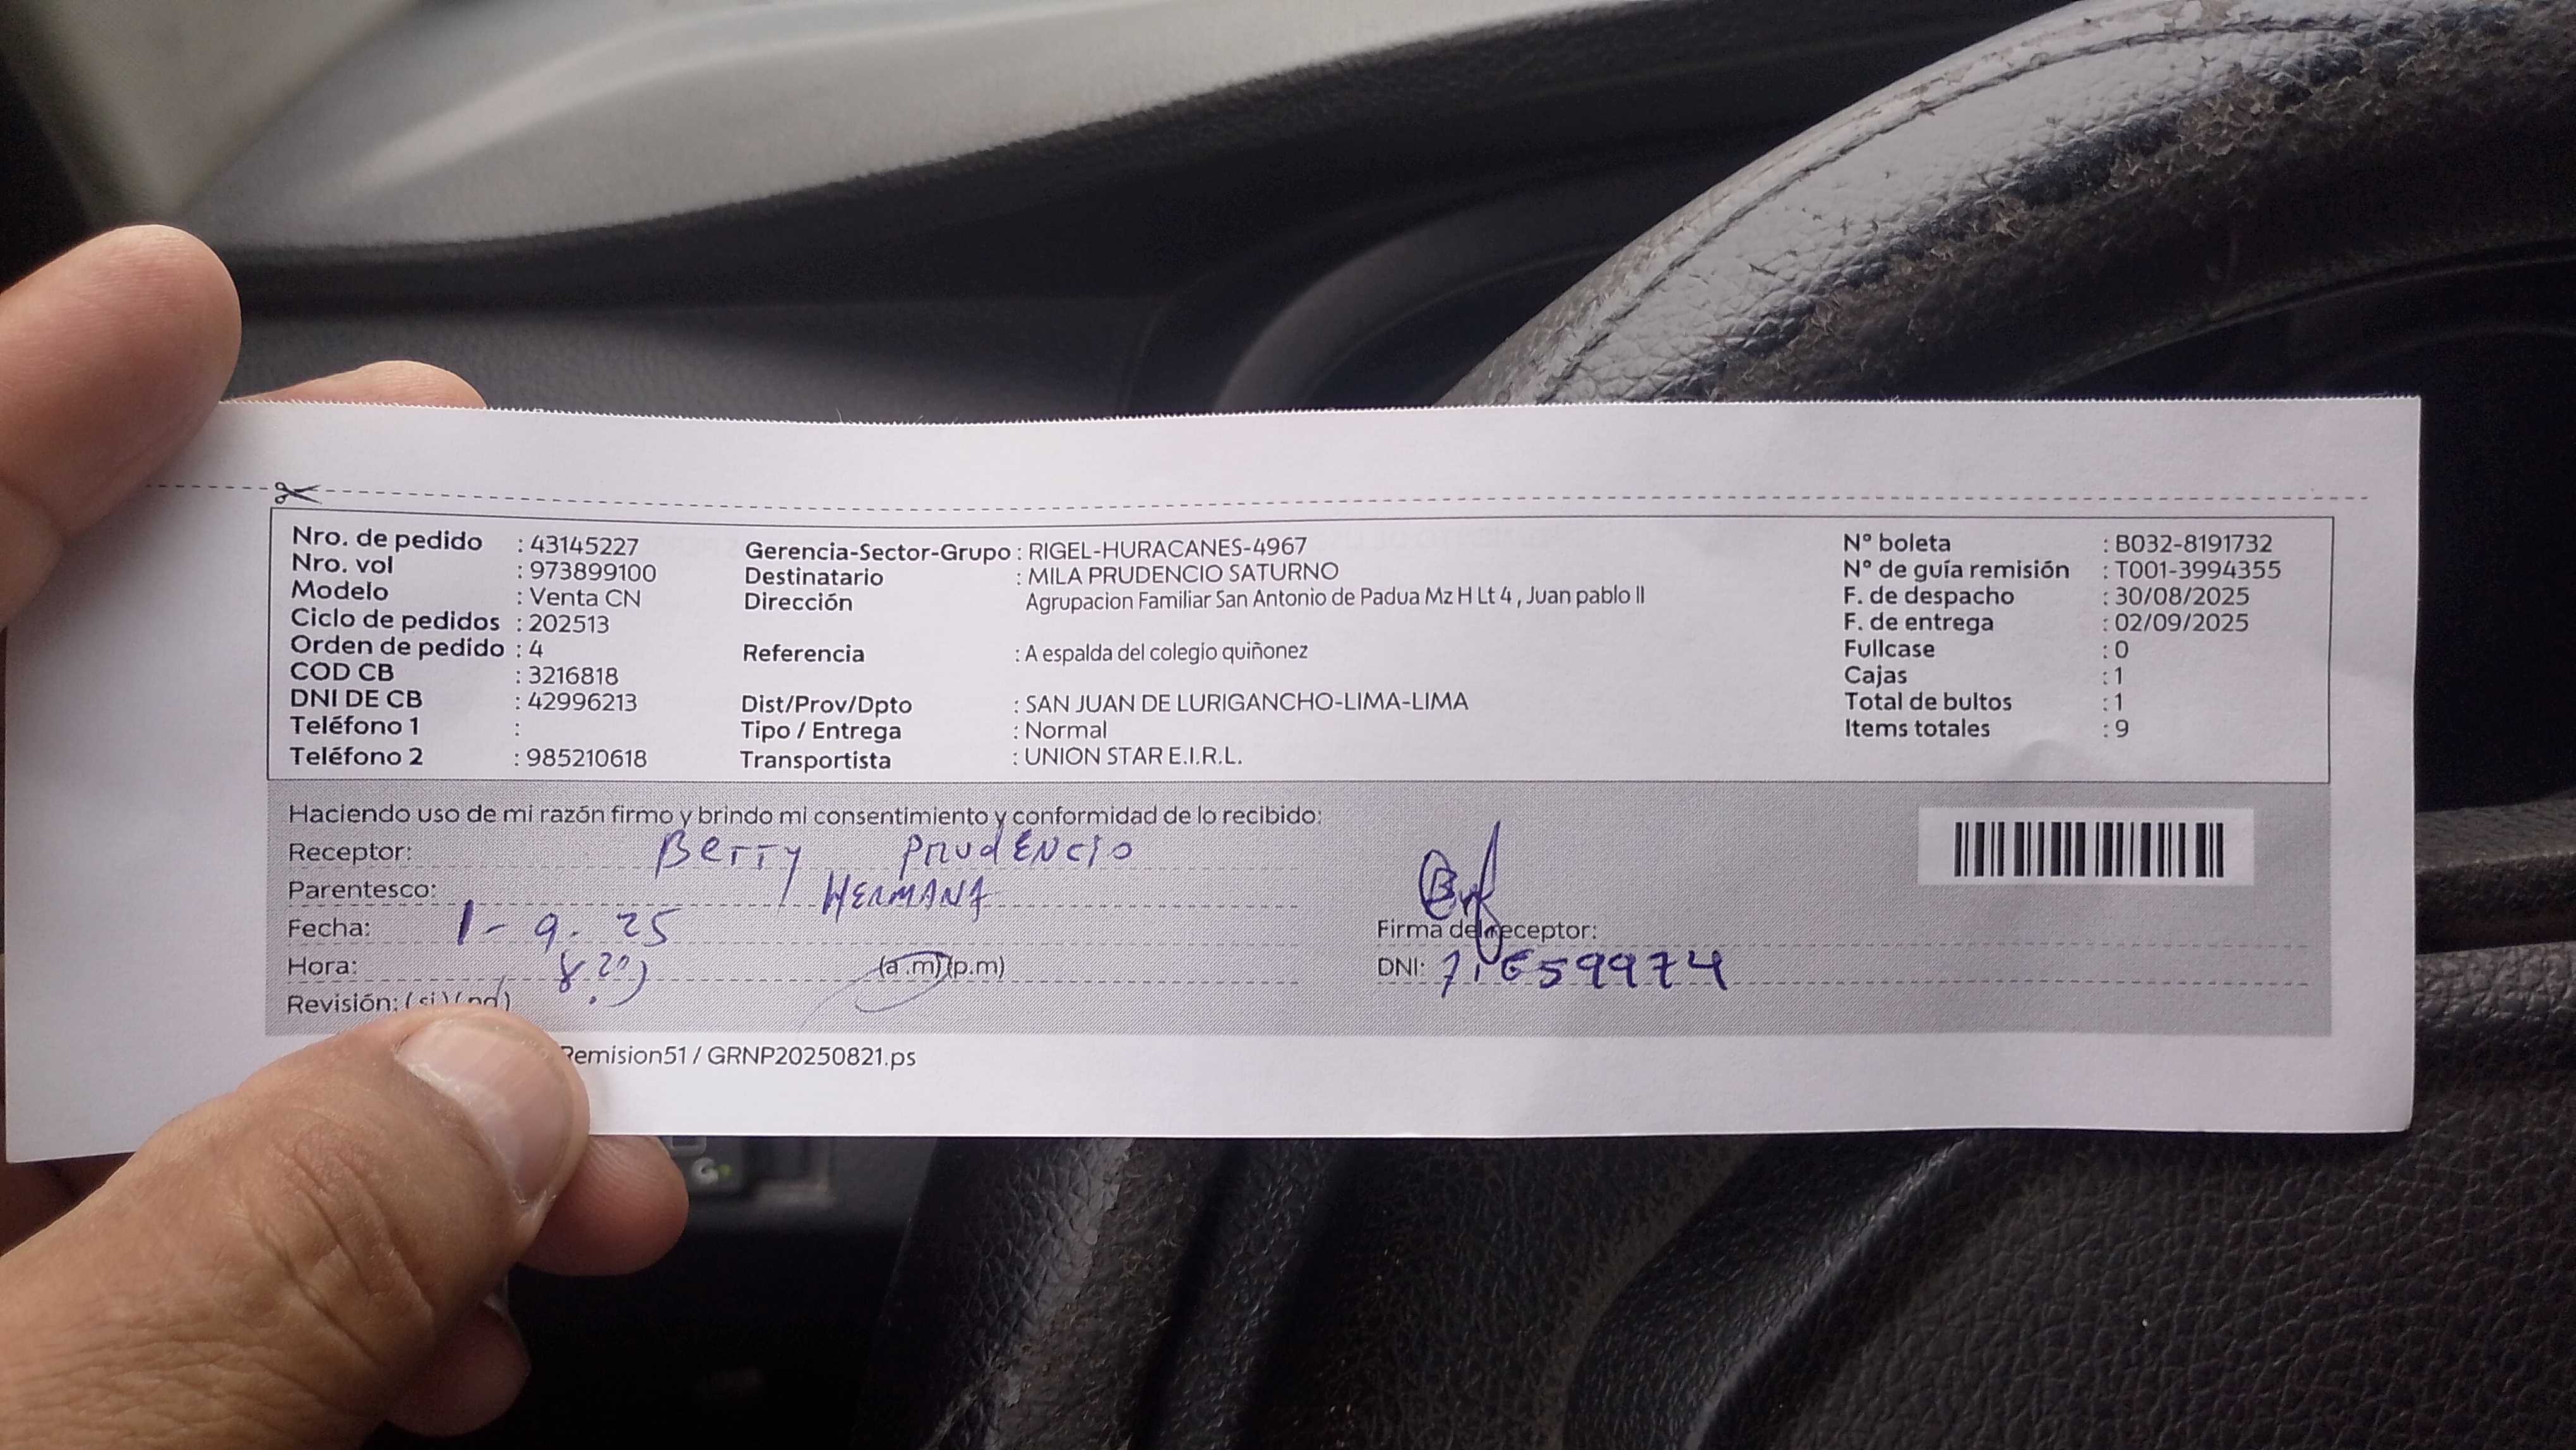 Nro. de pedido : 43145227
Nro. vol : 973899100
Modelo : Venta CN
Ciclo de pedidos : 202513
Orden de pedido : 4
COD CB : 3216818
DNI DE CB : 42996213
Teléfono 1 :
Teléfono 2 : 985210618
Gerencia-Sector-Grupo : RIGEL-HURACANES-4967
Destinatario : MILA PRUDENCIO SATURNO
Dirección Agrupacion Familiar San Antonio de Padua Mz H Lt 4 , Juan pablo II
Referencia : A espalda del colegio quiñonez
Dist/Prov/Dpto : SAN JUAN DE LURIGANCHO-LIMA-LIMA
Tipo / Entrega : Normal
Transportista : UNION STAR E.I.R.L.
N° boleta : B032-8191732
N° de guía remisión : T001-3994355
F. de despacho : 30/08/2025
F. de entrega : 02/09/2025
Fullcase : 0
Cajas : 1
Total de bultos : 1
Items totales : 9
Haciendo uso de mi razón firmo y brindo mi consentimiento y conformidad de lo recibido:
Receptor: Betty Prudencio
Parentesco: HERMANA
Fecha: 1-9-25
Hora: (a.m)(p.m)
Revisión: (si)(no)
Firma del receptor:
DNI: 71659974
Remision51 / GRNP20250821.ps